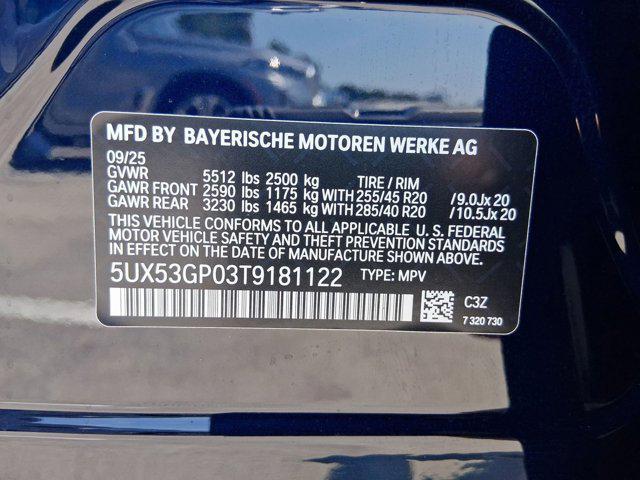 MFD BY BAYERISCHE MOTOREN WERKE AG
09/25
GVWR 5512 lbs 2500 kg TIRE / RIM
GAWR FRONT 2590 lbs 1175 kg WITH 255/45 R20 /9.0Jx 20
GAWR REAR 3230 lbs 1465 kg WITH 285/40 R20 /10.5Jx 20
THIS VEHICLE CONFORMS TO ALL APPLICABLE U. S. FEDERAL
MOTOR VEHICLE SAFETY AND THEFT PREVENTION STANDARDS
IN EFFECT ON THE DATE OF MANUFACTURE SHOWN ABOVE.
5UX53GP03T9181122 TYPE: MPV
C3Z
7 320 730